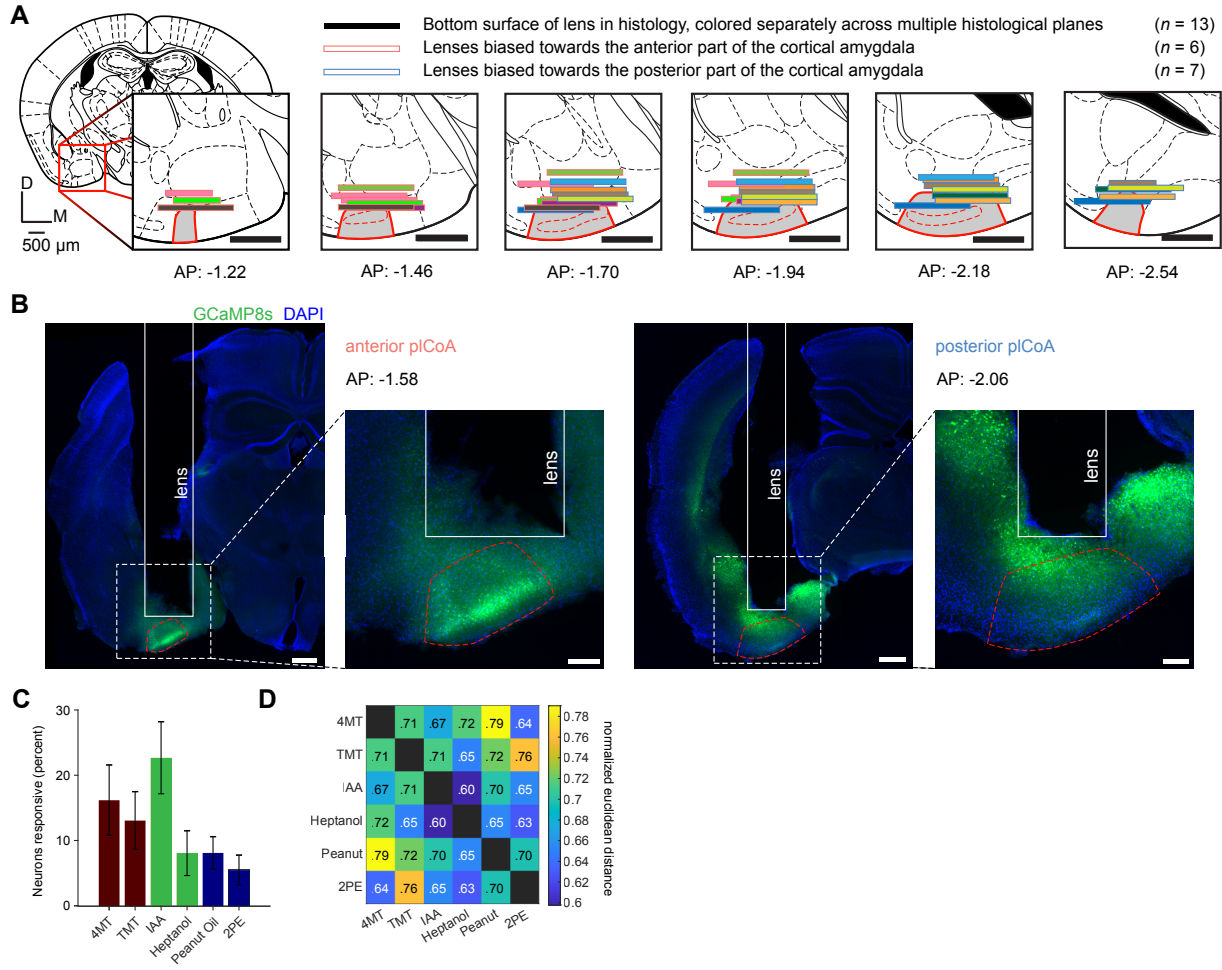 A
Bottom surface of lens in histology, colored separately across multiple histological planes (n = 13)
Lenses biased towards the anterior part of the cortical amygdala (n = 6)
Lenses biased towards the posterior part of the cortical amygdala (n = 7)
D
M
500 µm
AP: -1.22 AP: -1.46 AP: -1.70 AP: -1.94 AP: -2.18 AP: -2.54
B
GCaMP8s DAPI
lens
anterior plCoA
AP: -1.58
lens
lens
posterior plCoA
AP: -2.06
lens
C
Neurons responsive (percent)
30
20
10
0
4MT TMT IAA Heptanol Peanut Oil 2PE
D
4MT .71 .67 .72 .79 .64
TMT .71 .71 .65 .72 .76
IAA .67 .71 .60 .70 .65
Heptanol .72 .65 .60 .65 .63
Peanut .79 .72 .70 .65 .70
2PE .64 .76 .65 .63 .70
4MT TMT IAA Heptanol Peanut 2PE
0.78
0.76
0.74
0.72
0.7
0.68
0.66
0.64
0.62
0.6
normalized euclidean distance